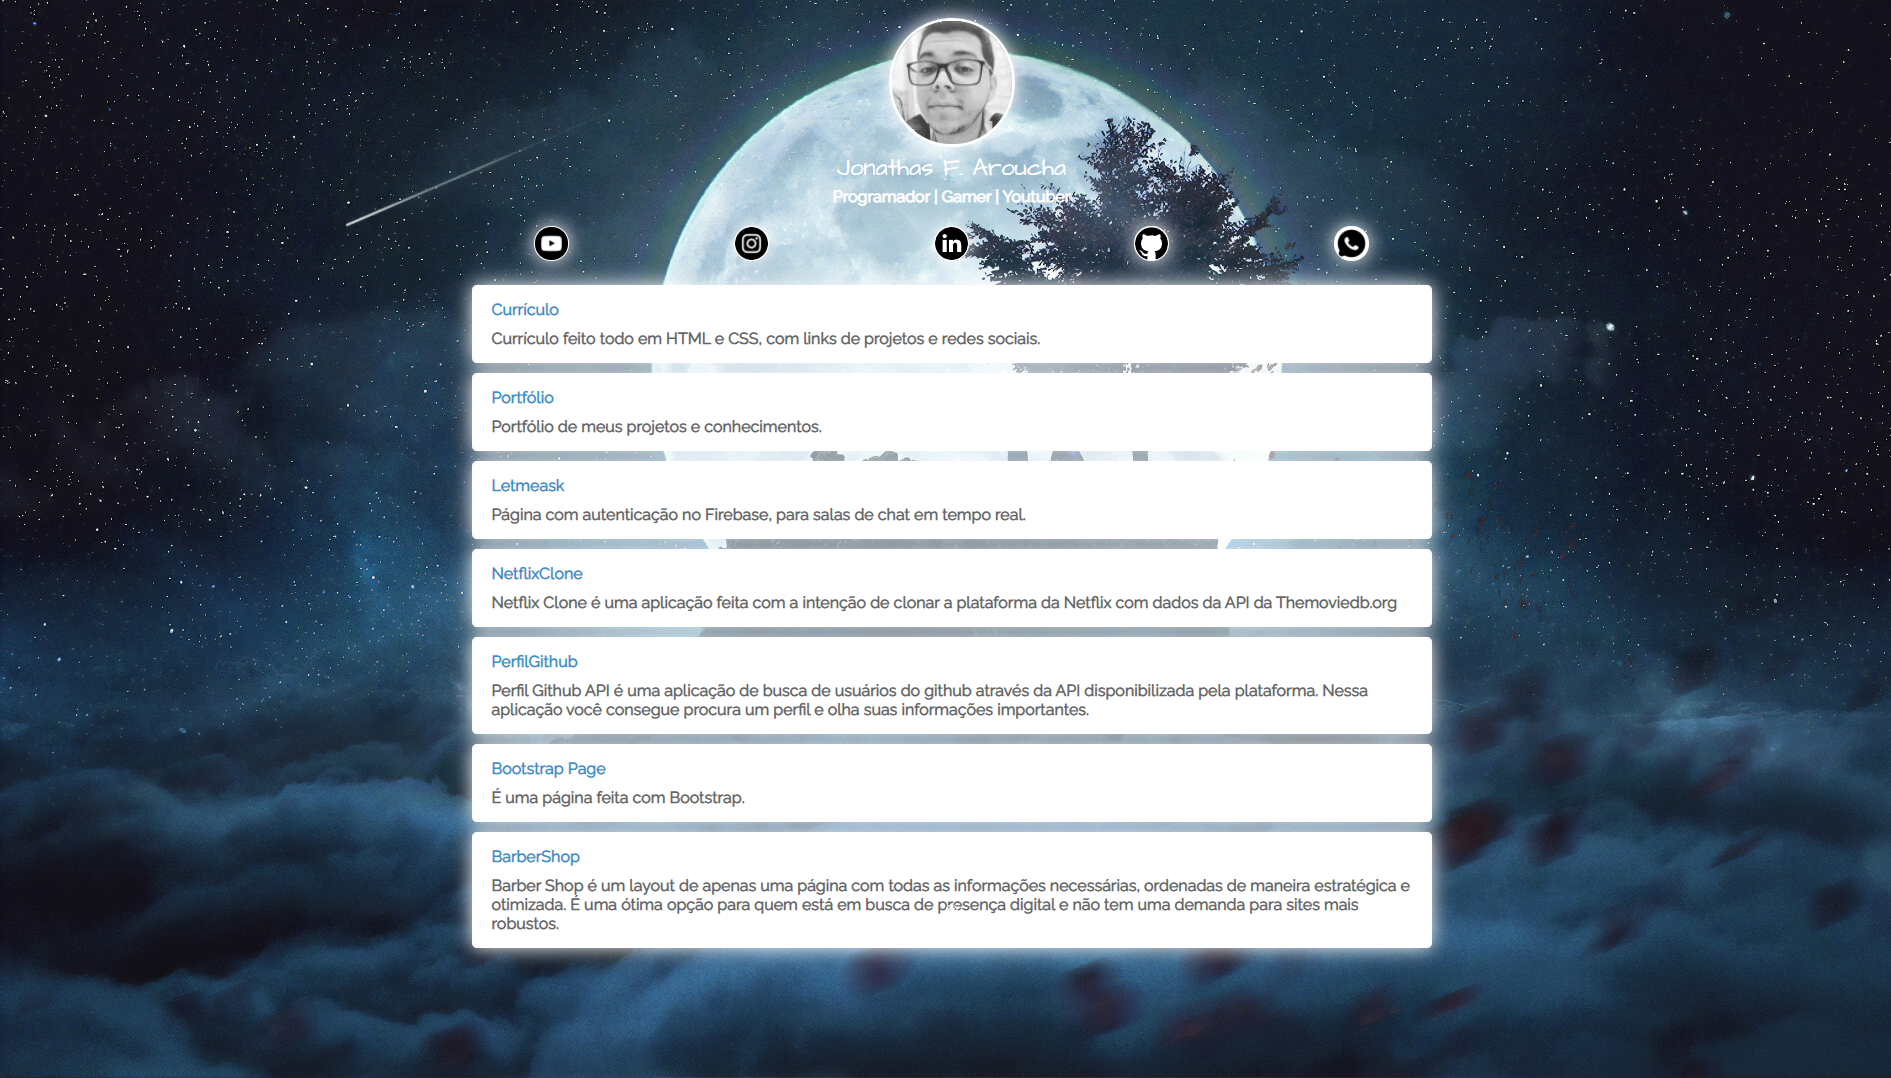 Jonathas F. Aroucha
Programador | Gamer | Youtuber
Currículo
Currículo feito todo em HTML e CSS, com links de projetos e redes sociais.
Portfólio
Portfólio de meus projetos e conhecimentos.
Letmeask
Página com autenticação no Firebase, para salas de chat em tempo real.
NetflixClone
Netflix Clone é uma aplicação feita com a intenção de clonar a plataforma da Netflix com dados da API da Themoviedb.org
PerfilGithub
Perfil Github API é uma aplicação de busca de usuários do github através da API disponibilizada pela plataforma. Nessa
aplicação você consegue procura um perfil e olha suas informações importantes.
Bootstrap Page
É uma página feita com Bootstrap.
BarberShop
Barber Shop é um layout de apenas uma página com todas as informações necessárias, ordenadas de maneira estratégica e
otimizada. É uma ótima opção para quem está em busca de presença digital e não tem uma demanda para sites mais
robustos.